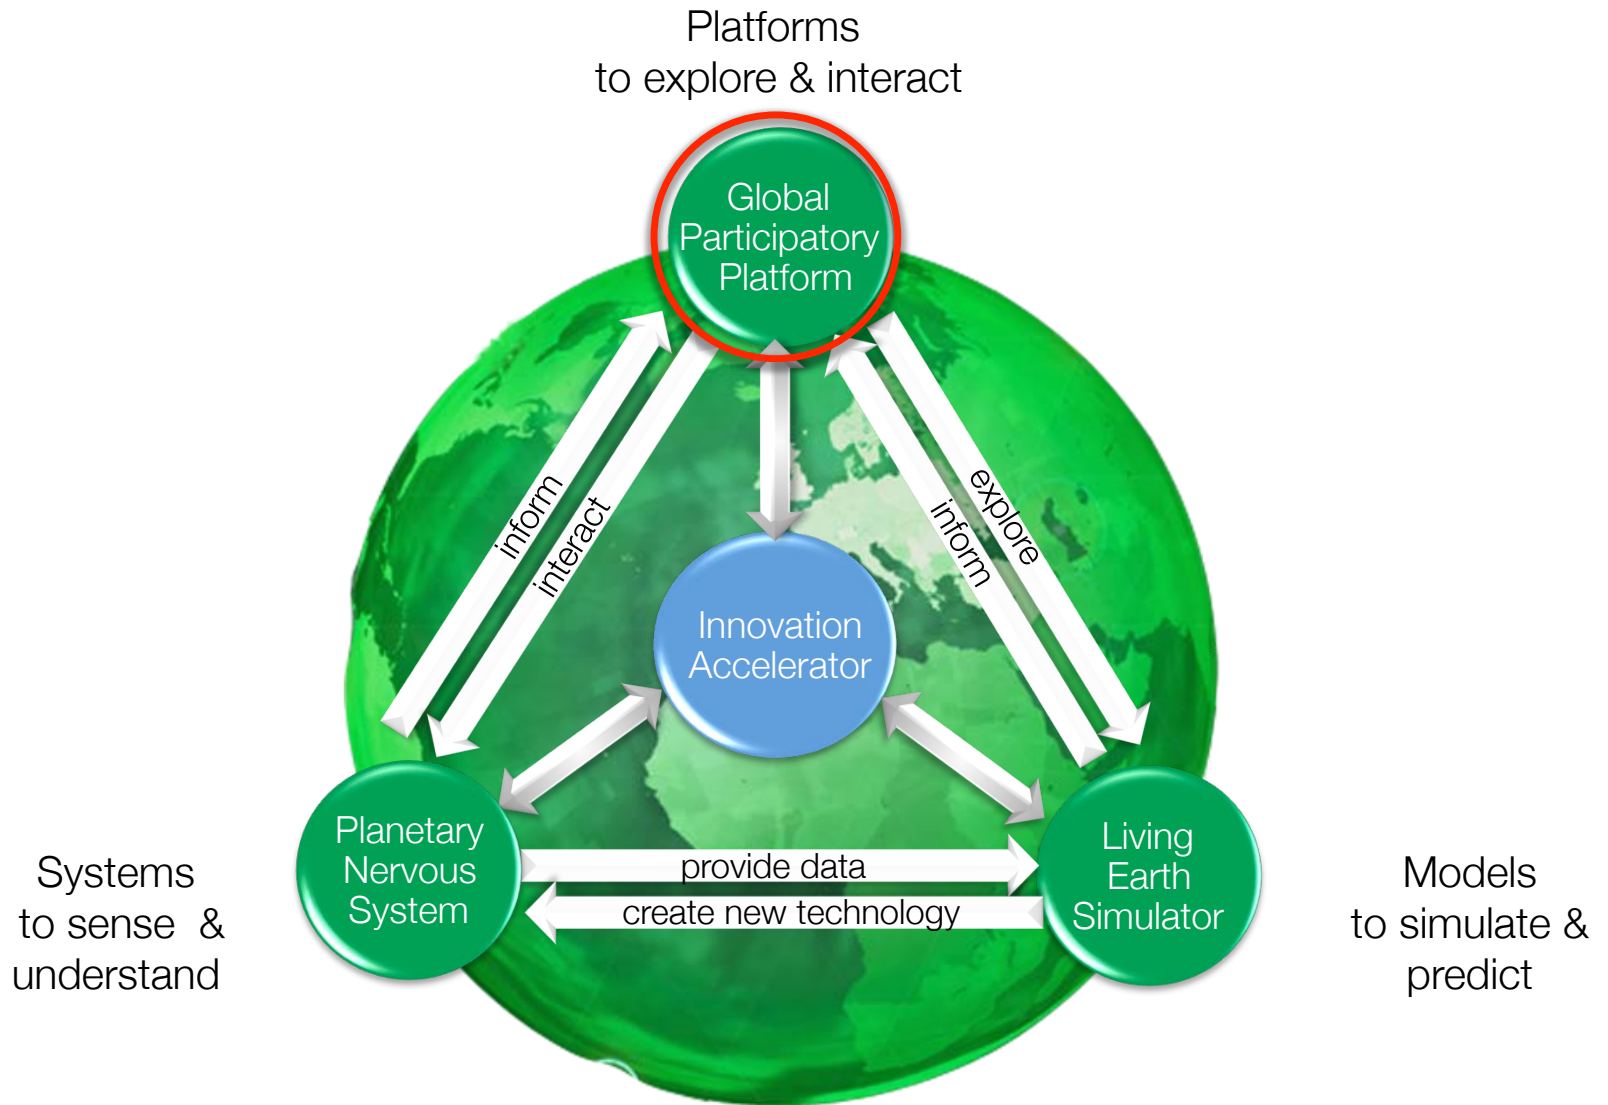 Platforms
to explore & interact
Global
Participatory
Platform
inform
interact
explore
inform
Innovation
Accelerator
Planetary
Nervous
System
provide data
create new technology
Living
Earth
Simulator
Systems
to sense & 
understand
Models
to simulate &
predict